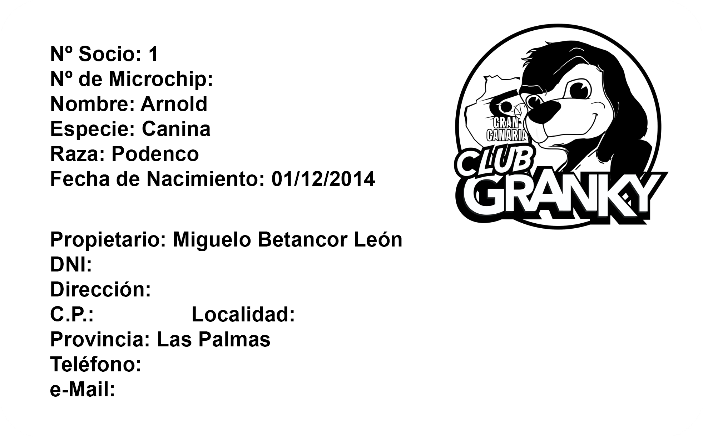 Nº Socio: 1
Nº de Microchip:
Nombre: Arnold
Especie: Canina
Raza: Podenco
Fecha de Nacimiento: 01/12/2014
GRAN
CANARIA
CLUB
GRANKY
Propietario: Miguelo Betancor León
DNI:
Dirección:
C.P.: Localidad:
Provincia: Las Palmas
Teléfono:
e-Mail: